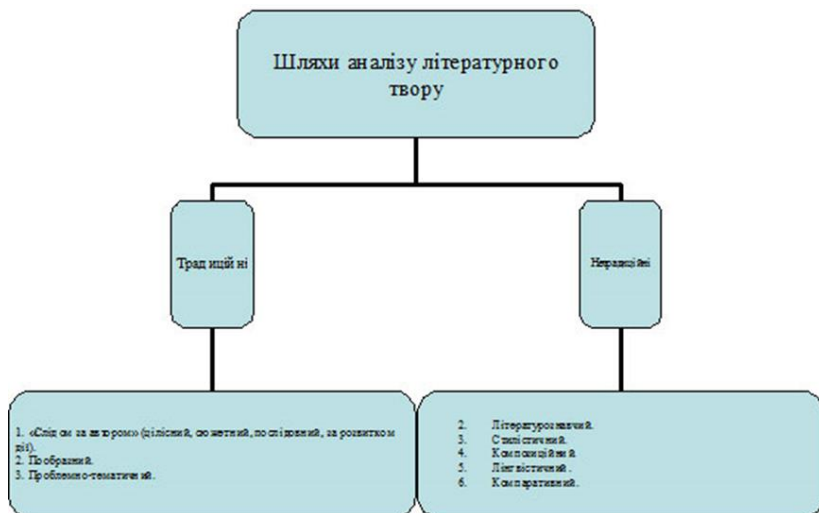 Шляхи аналізу літературного
твору
Традиційні
Нетрадиційні
1. «Слідом за автором» (цілісний, сюжетний, послідовний, за розвитком
дії).
2. Пообразний.
3. Проблемно-тематичний.
2. Літературознавчий.
3. Стилістичний.
4. Композиційний
5. Лінгвістичний.
6. Компаративний.